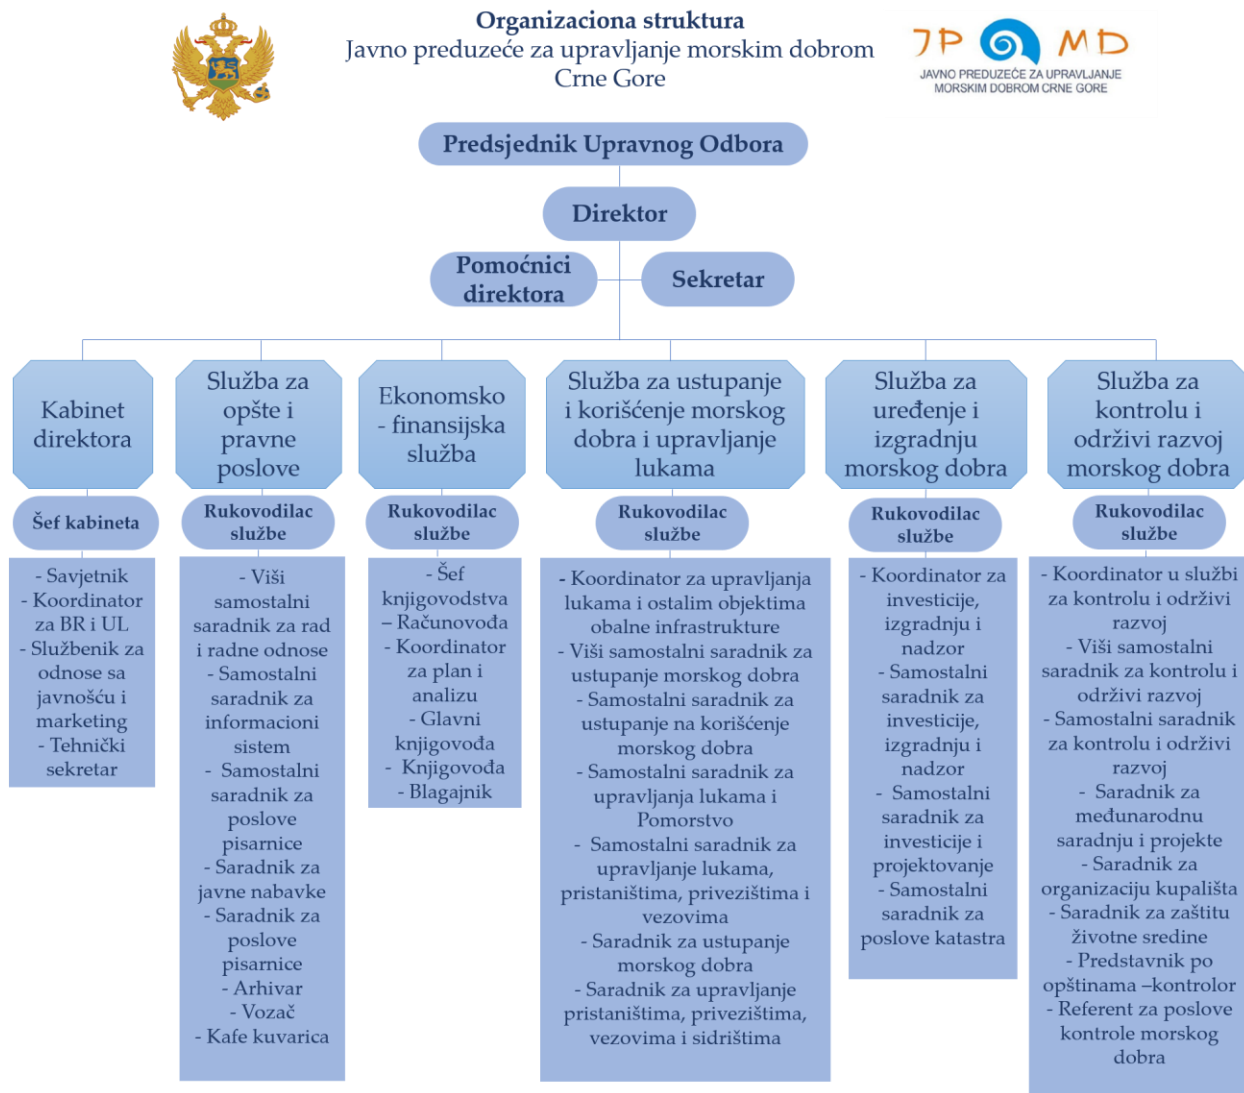 Organizaciona struktura
Javno preduzeće za upravljanje morskim dobrom
Crne Gore
JP MD
JAVNO PREDUZEĆE ZA UPRAVLJANJE
MORSKIM DOBROM CRNE GORE
Predsjednik Upravnog Odbora
Direktor
Pomoćnici
direktora
Sekretar
Kabinet
direktora
Šef kabineta
- Savjetnik
- Koordinator
za BR i UL
- Službenik za
odnose sa
javnošću i
marketing
- Tehnički
sekretar
Služba za
opšte i
pravne
poslove
Rukovodilac
službe
- Viši
samostalni
saradnik za rad
i radne odnose
- Samostalni
saradnik za
informacioni
sistem
- Samostalni
saradnik za
poslove
pisarnice
- Saradnik za
javne nabavke
- Saradnik za
poslove
pisarnice
- Arhivar
- Vozač
- Kafe kuvarica
Ekonomsko
- finansijska
služba
Rukovodilac
službe
- Šef
knjigovodstva
– Računovođa
- Koordinator
za plan i
analizu
- Glavni
knjigovođa
- Knjigovođa
- Blagajnik
Služba za ustupanje
i korišćenje morskog
dobra i upravljanje
lukama
Rukovodilac
službe
- Koordinator za upravljanja
lukama i ostalim objektima
obalne infrastrukture
- Viši samostalni saradnik za
ustupanje morskog dobra
- Samostalni saradnik za
ustupanje na korišćenje
morskog dobra
- Samostalni saradnik za
upravljanja lukama i
Pomorstvo
- Samostalni saradnik za
upravljanje lukama,
pristaništima, privezištima i
vezovima
- Saradnik za ustupanje
morskog dobra
- Saradnik za upravljanje
pristaništima, privezištima,
vezovima i sidrištima
Služba za
uređenje i
izgradnju
morskog dobra
Rukovodilac
službe
- Koordinator za
investicije,
izgradnju i
nadzor
- Samostalni
saradnik za
investicije,
izgradnju i
nadzor
- Samostalni
saradnik za
investicije i
projektovanje
- Samostalni
saradnik za
poslove katastra
Služba za
kontrolu i
održivi razvoj
morskog dobra
Rukovodilac
službe
- Koordinator u službi
za kontrolu i održivi
razvoj
- Viši samostalni
saradnik za kontrolu i
održivi razvoj
- Samostalni saradnik
za kontrolu i održivi
razvoj
- Saradnik za
međunarodnu
saradnju i projekte
- Saradnik za
organizaciju kupališta
- Saradnik za zaštitu
životne sredine
- Predstavnik po
opštinama –kontrolor
- Referent za poslove
kontrole morskog
dobra